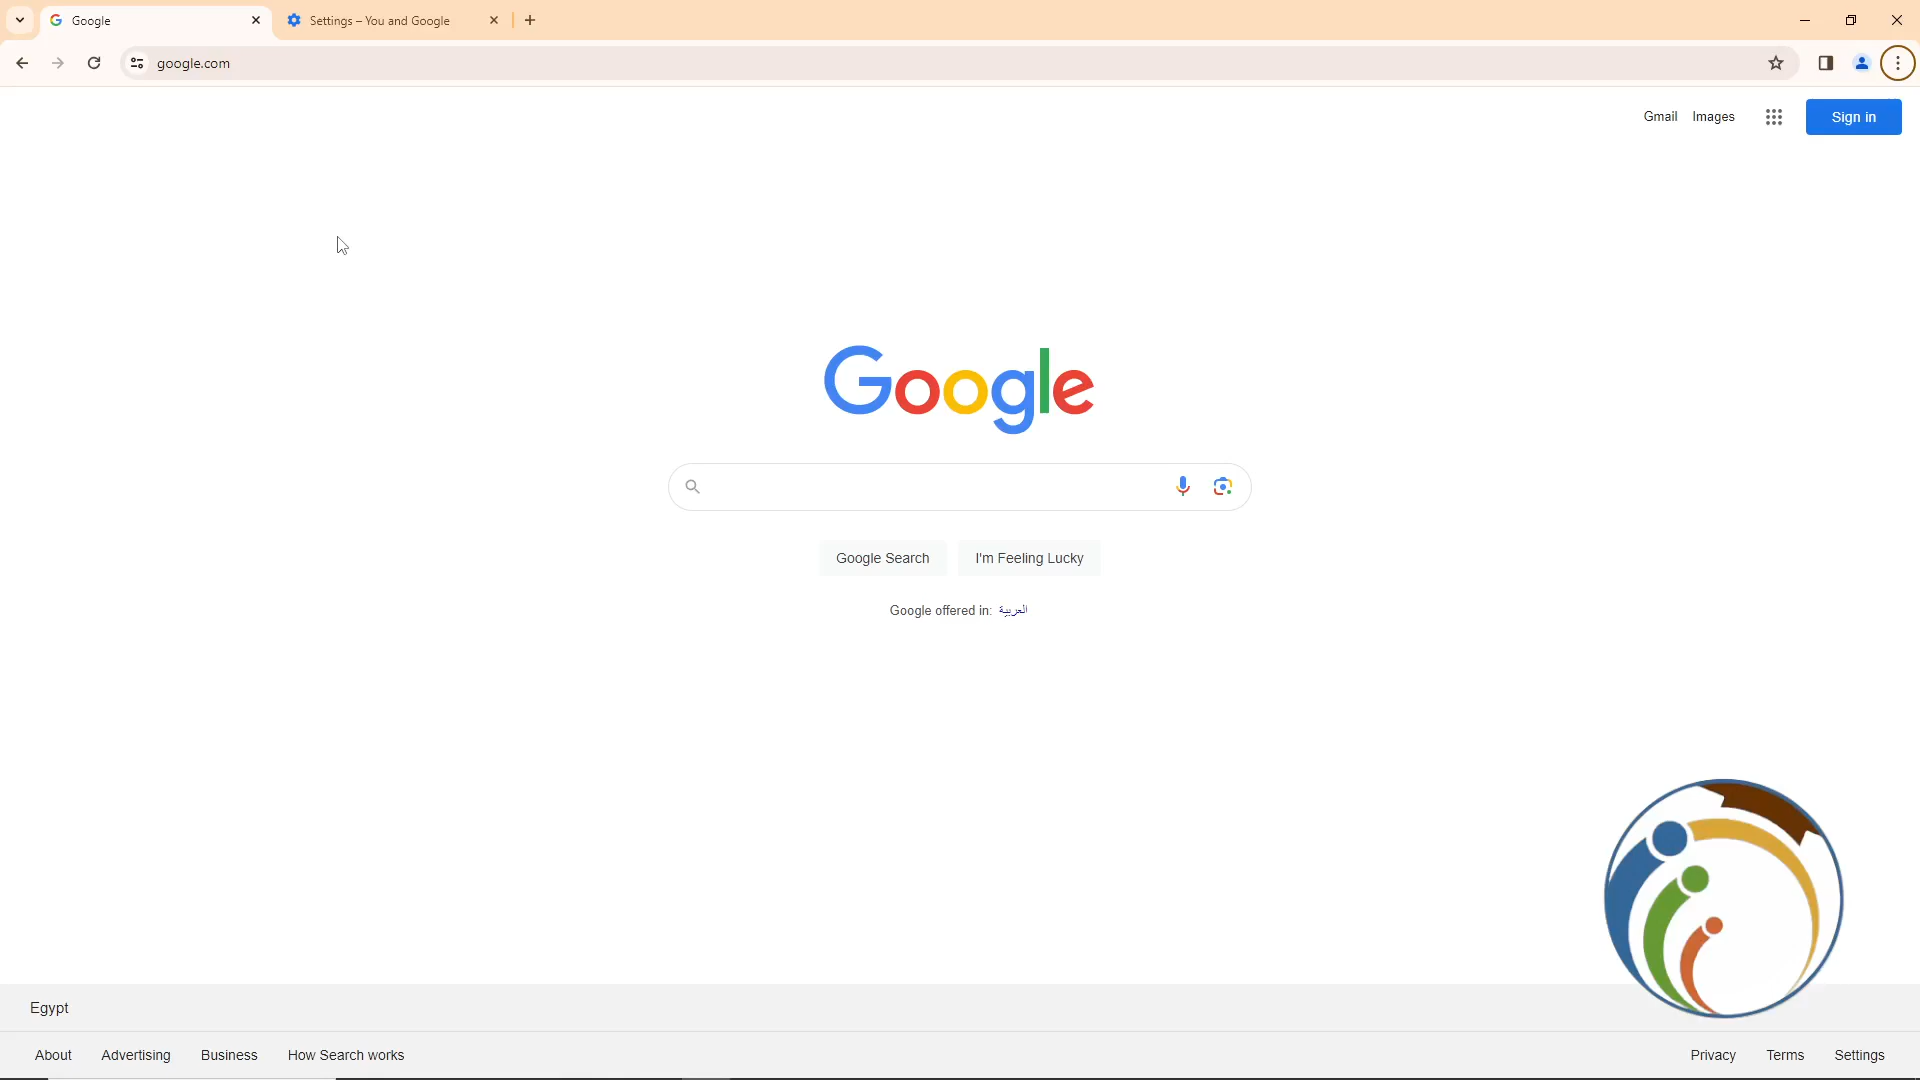 Google
Settings – You and Google
google.com
Gmail
Images
Sign in
Google
Google Search
I'm Feeling Lucky
Google offered in: العربية
Egypt
About
Advertising
Business
How Search works
Privacy
Terms
Settings